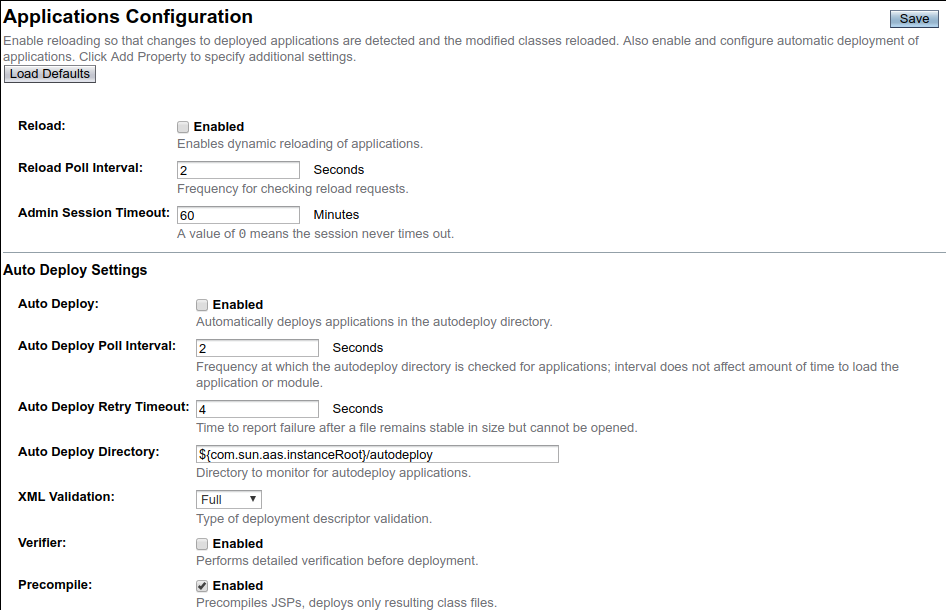 Applications Configuration
Save
Enable reloading so that changes to deployed applications are detected and the modified classes reloaded. Also enable and configure automatic deployment of
applications. Click Add Property to specify additional settings.
Load Defaults
Reload: Enabled
Enables dynamic reloading of applications.
Reload Poll Interval: 2 Seconds
Frequency for checking reload requests.
Admin Session Timeout: 60 Minutes
A value of 0 means the session never times out.
Auto Deploy Settings
Auto Deploy: Enabled
Automatically deploys applications in the autodeploy directory.
Auto Deploy Poll Interval: 2 Seconds
Frequency at which the autodeploy directory is checked for applications; interval does not affect amount of time to load the
application or module.
Auto Deploy Retry Timeout: 4 Seconds
Time to report failure after a file remains stable in size but cannot be opened.
Auto Deploy Directory: ${com.sun.aas.instanceRoot}/autodeploy
Directory to monitor for autodeploy applications.
XML Validation: Full
Type of deployment descriptor validation.
Verifier: Enabled
Performs detailed verification before deployment.
Precompile: Enabled
Precompiles JSPs, deploys only resulting class files.